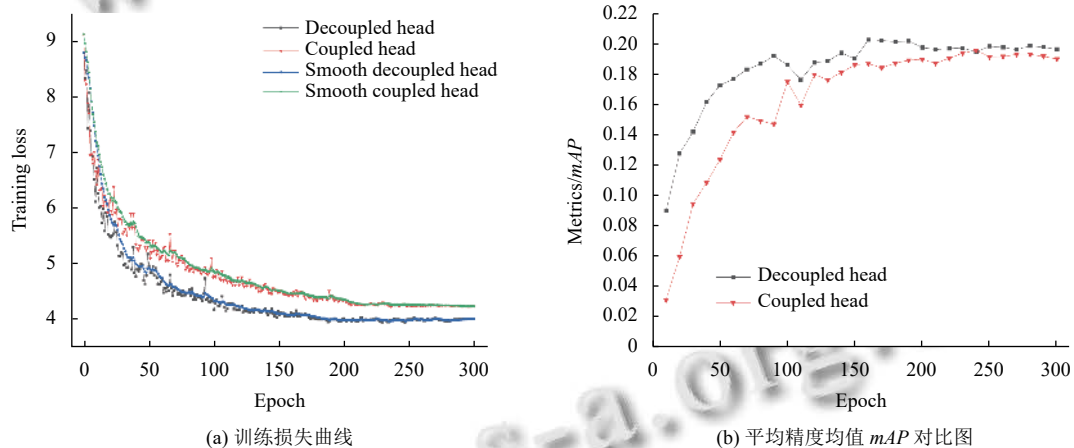 9
8
7
6
5
4
Training loss
Decoupled head
Coupled head
Smooth decoupled head
Smooth coupled head
0 50 100 150 200 250 300
Epoch
(a) 训练损失曲线
0.20
0.18
0.16
0.14
0.12
0.10
0.08
0.06
0.04
0.02
0
Metrics/mAP
Decoupled head
Coupled head
0 50 100 150 200 250 300
Epoch
(b) 平均精度均值 mAP 对比图
s-a.org.